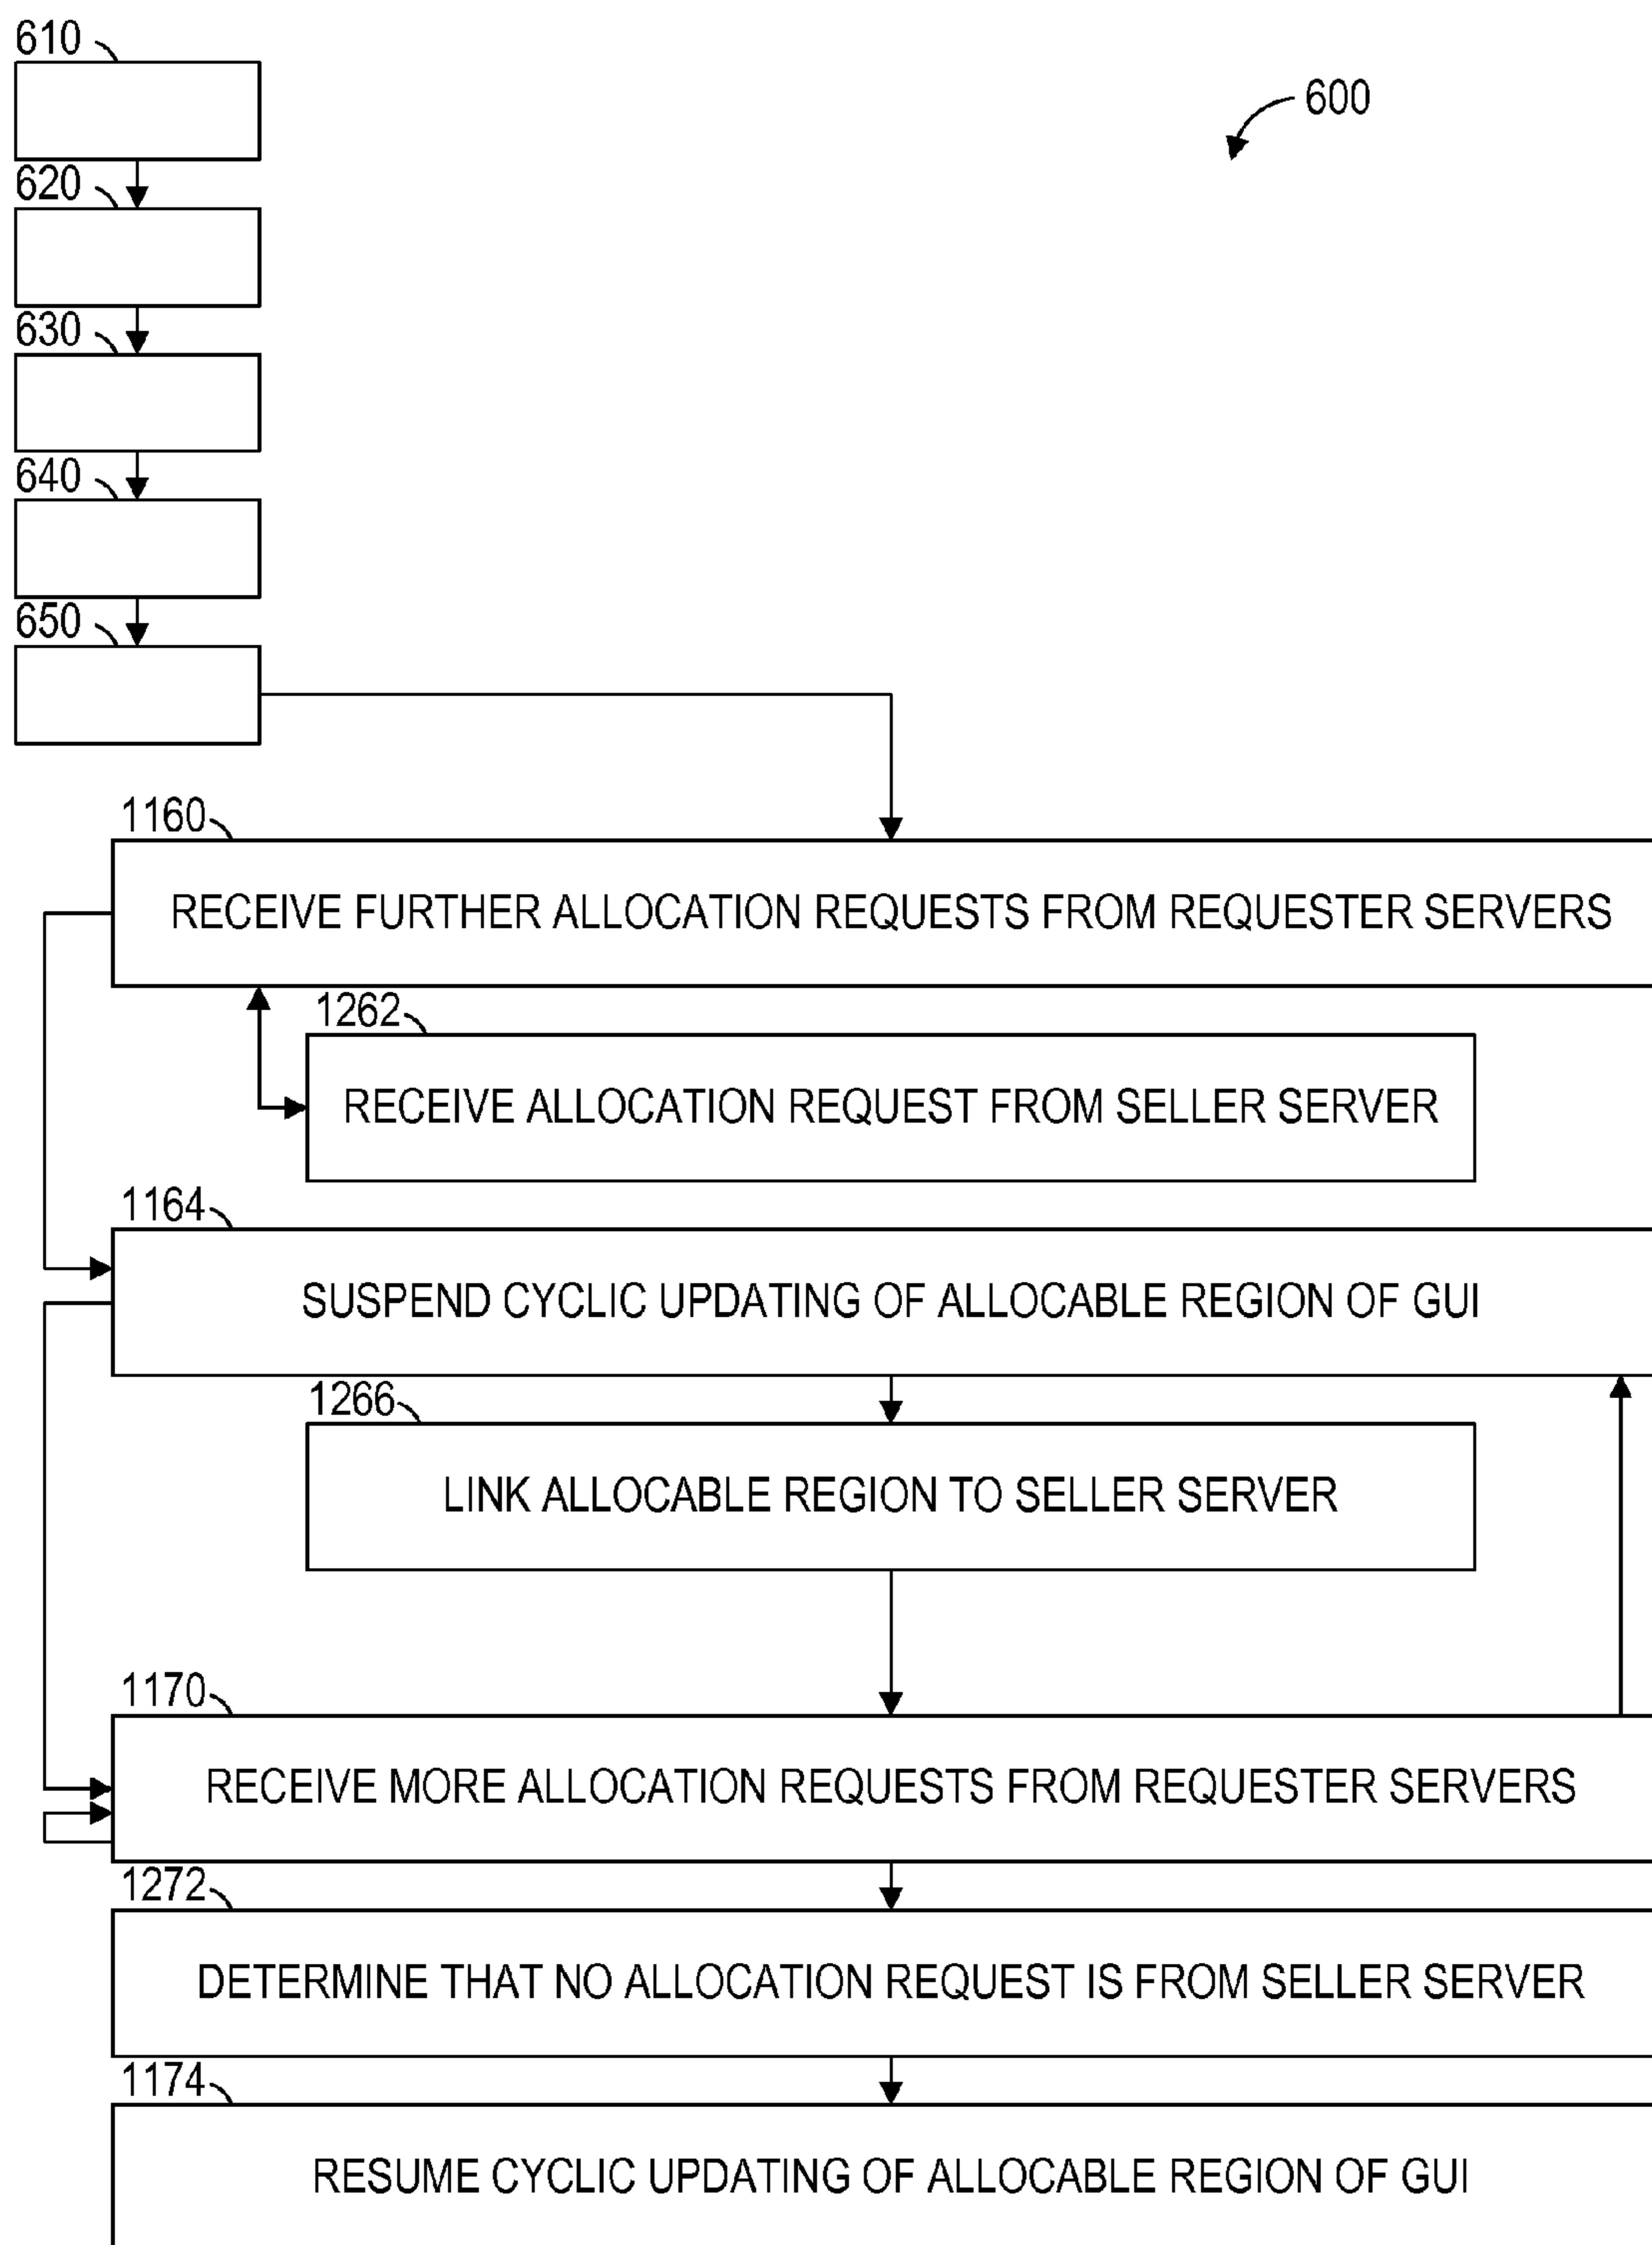 610
600
620
630
640
650
1160
RECEIVE FURTHER ALLOCATION REQUESTS FROM REQUESTER SERVERS
1262
RECEIVE ALLOCATION REQUEST FROM SELLER SERVER
1164
SUSPEND CYCLIC UPDATING OF ALLOCABLE REGION OF GUI
1266
LINK ALLOCABLE REGION TO SELLER SERVER
1170
RECEIVE MORE ALLOCATION REQUESTS FROM REQUESTER SERVERS
1272
DETERMINE THAT NO ALLOCATION REQUEST IS FROM SELLER SERVER
1174
RESUME CYCLIC UPDATING OF ALLOCABLE REGION OF GUI